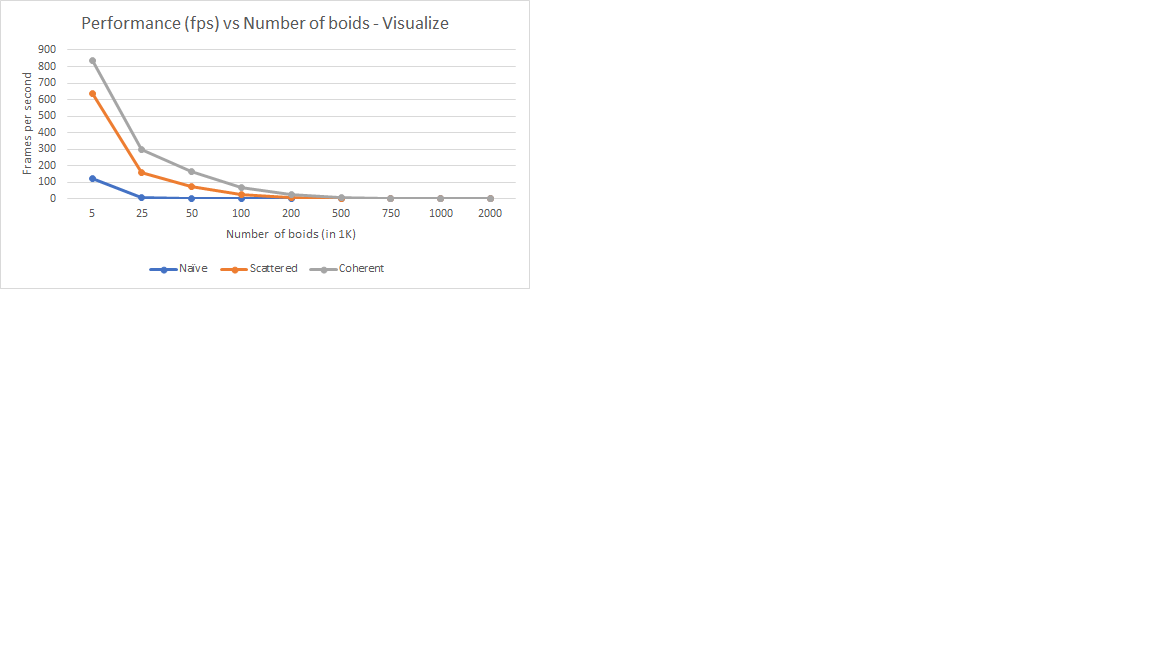 Performance (fps) vs Number of boids - Visualize
900
800
700
600
500
400
300
200
100
0
Frames per second
5 25 50 100 200 500 750 1000 2000
Number of boids (in 1K)
Naïve Scattered Coherent